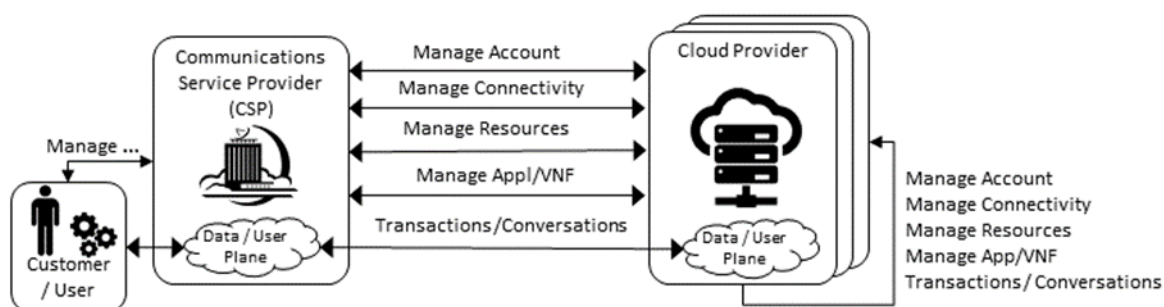 Manage ...
Customer
/ User
Communications
Service Provider
(CSP)
Data / User
Plane
Manage Account
Manage Connectivity
Manage Resources
Manage Appl/VNF
Transactions/Conversations
Cloud Provider
Data / User
Plane
Manage Account
Manage Connectivity
Manage Resources
Manage App/VNF
Transactions/ Conversations